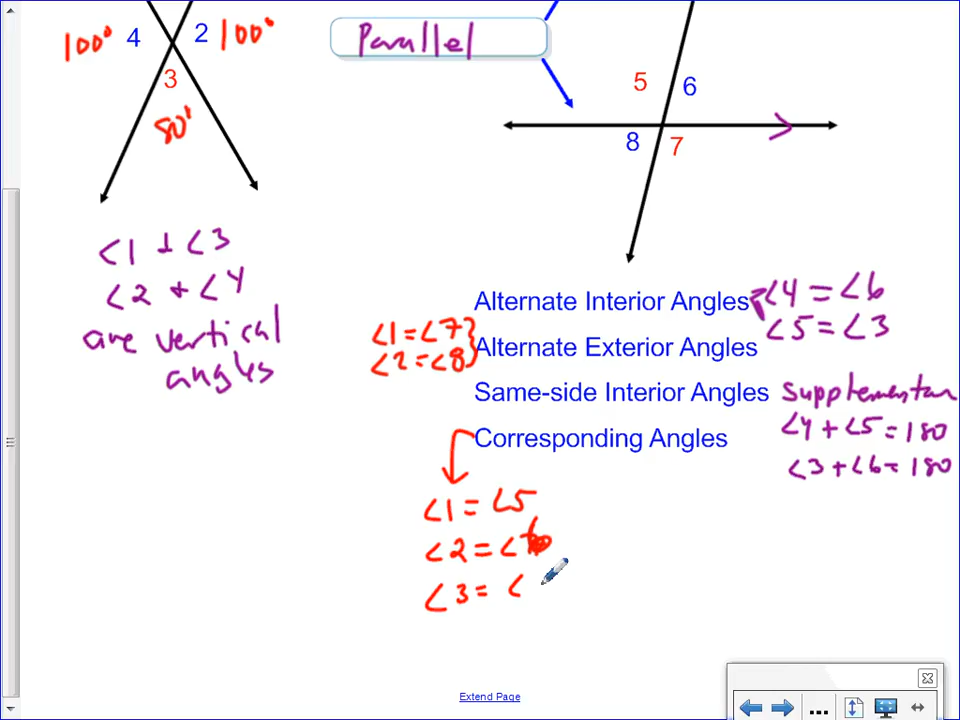 100° 4 2 100°
3
80°
Parallel
5 6
8 7
<1 + <3
<2 + <4
are vertical
angles
Alternate Interior Angles <4 = <6
<5 = <3
<1 = <7
<2 = <8
Alternate Exterior Angles
Same-side Interior Angles supplementar
<4 + <5 = 180
<3 + <6 = 180
Corresponding Angles
<1 = <5
<2 = <6
<3 = <
Extend Page